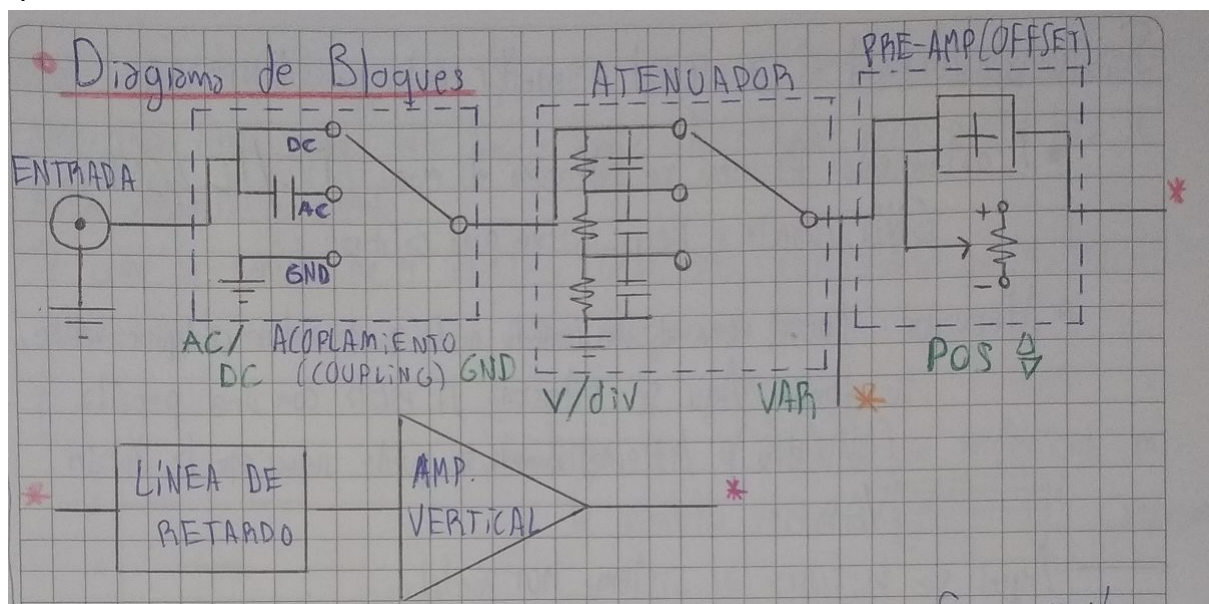 * Diagrama de Bloques
ENTRADA
DC
AC
GND
AC/ ACOPLAMIENTO
DC (COUPLING) GND
ATENUADOR
V/div VAR *
PRE-AMP(OFFSET)
+
+
-
POS
*
* LÍNEA DE
RETARDO
AMP.
VERTICAL
*